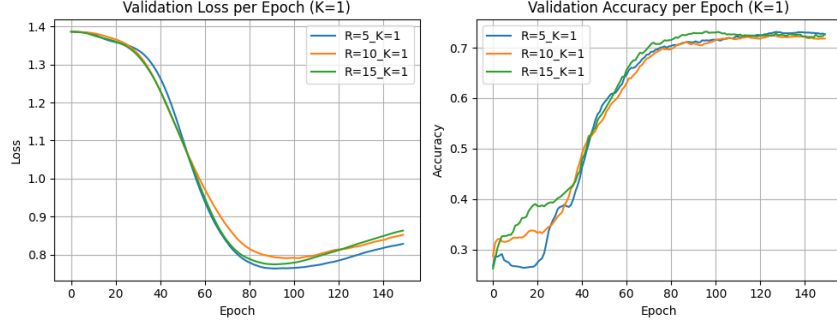 Validation Loss per Epoch (K=1)
1.4
1.3
1.2
1.1
1.0
0.9
0.8
Loss
0
20
40
60
80
100
120
140
Epoch
R=5_K=1
R=10_K=1
R=15_K=1
Validation Accuracy per Epoch (K=1)
0.7
0.6
0.5
0.4
0.3
Accuracy
0
20
40
60
80
100
120
140
Epoch
R=5_K=1
R=10_K=1
R=15_K=1